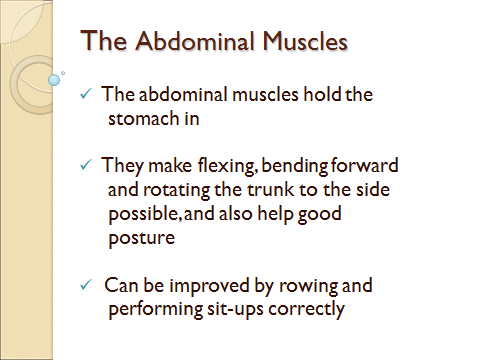 The Abdominal Muscles
The abdominal muscles hold the
stomach in
They make flexing, bending forward
and rotating the trunk to the side
possible, and also help good
posture
Can be improved by rowing and
performing sit-ups correctly